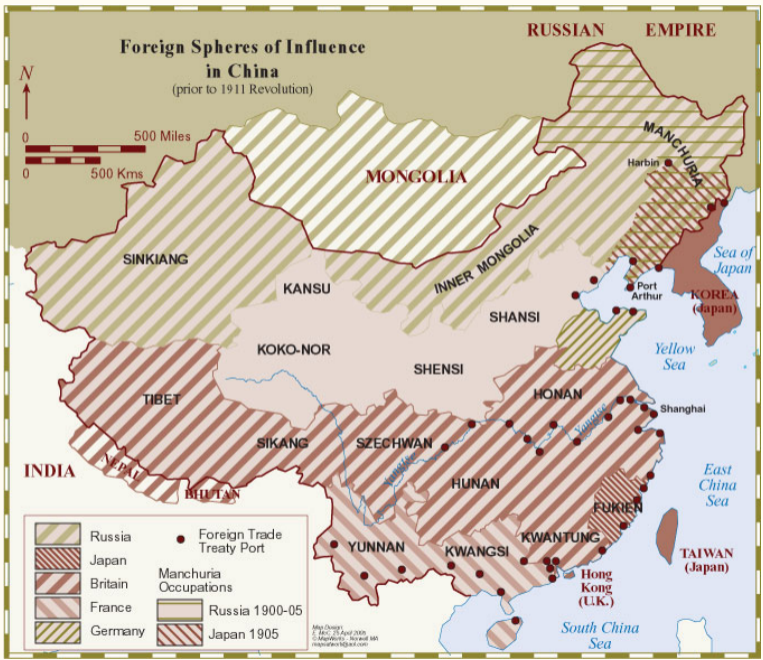 Foreign Spheres of Influence
in China
(prior to 1911 Revolution)
RUSSIAN EMPIRE
N
0 500 Miles
0 500 Kms
MONGOLIA
MANCHURIA
Harbin
SINKIANG
INNER MONGOLIA
Sea of
Japan
KANSU
Port
Arthur
KOREA
(Japan)
SHANSI
KOKO-NOR
Yellow
Sea
SHENSI
TIBET
HONAN
Shanghai
Yangtse
SIKANG
SZECHWAN
Yangtse
INDIA
NEPAL
BHUTAN
HUNAN
East
China
Sea
FUKIEN
YUNNAN
KWANGSI
KWANTUNG
TAIWAN
(Japan)
Hong
Kong
(U.K.)
South China
Sea
Russia
Japan
Britain
France
Germany
Foreign Trade
Treaty Port
Manchuria
Occupations
Russia 1900-05
Japan 1905
Map Design: